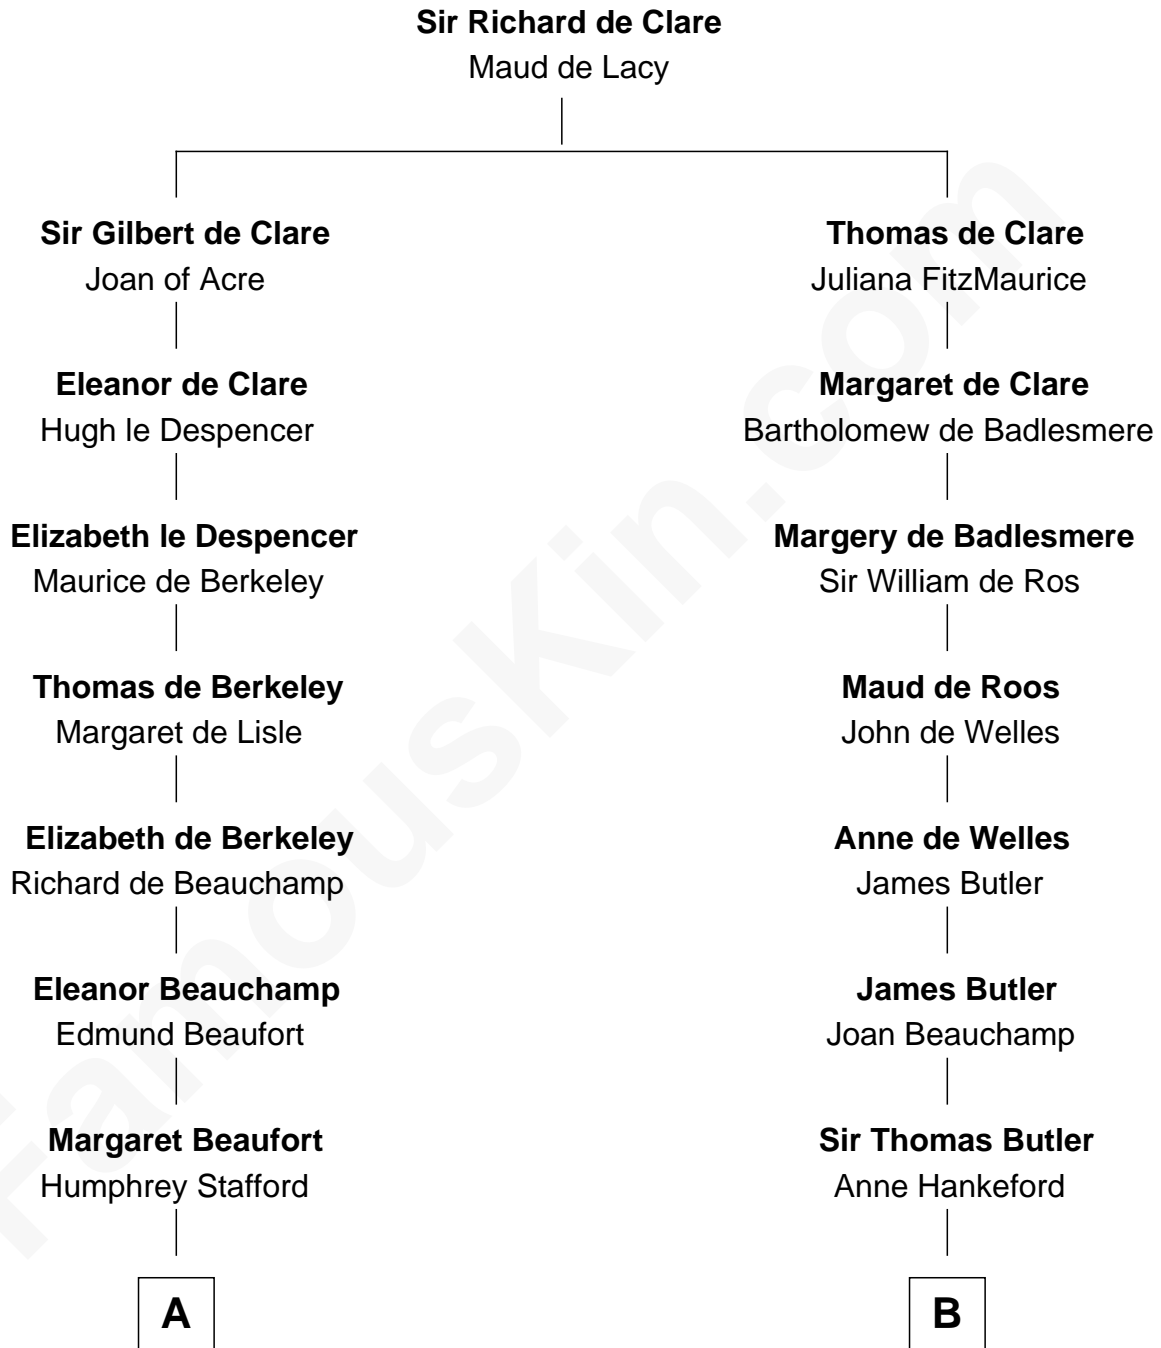 Sir Richard de Clare
Maud de Lacy
Sir Gilbert de Clare
Joan of Acre
Eleanor de Clare
Hugh le Despencer
Elizabeth le Despencer
Maurice de Berkeley
Thomas de Berkeley
Margaret de Lisle
Elizabeth de Berkeley
Richard de Beauchamp
Eleanor Beauchamp
Edmund Beaufort
Margaret Beaufort
Humphrey Stafford
A
Thomas de Clare
Juliana FitzMaurice
Margaret de Clare
Bartholomew de Badlesmere
Margery de Badlesmere
Sir William de Ros
Maud de Roos
John de Welles
Anne de Welles
James Butler
James Butler
Joan Beauchamp
Sir Thomas Butler
Anne Hankeford
B
FamousKin.com